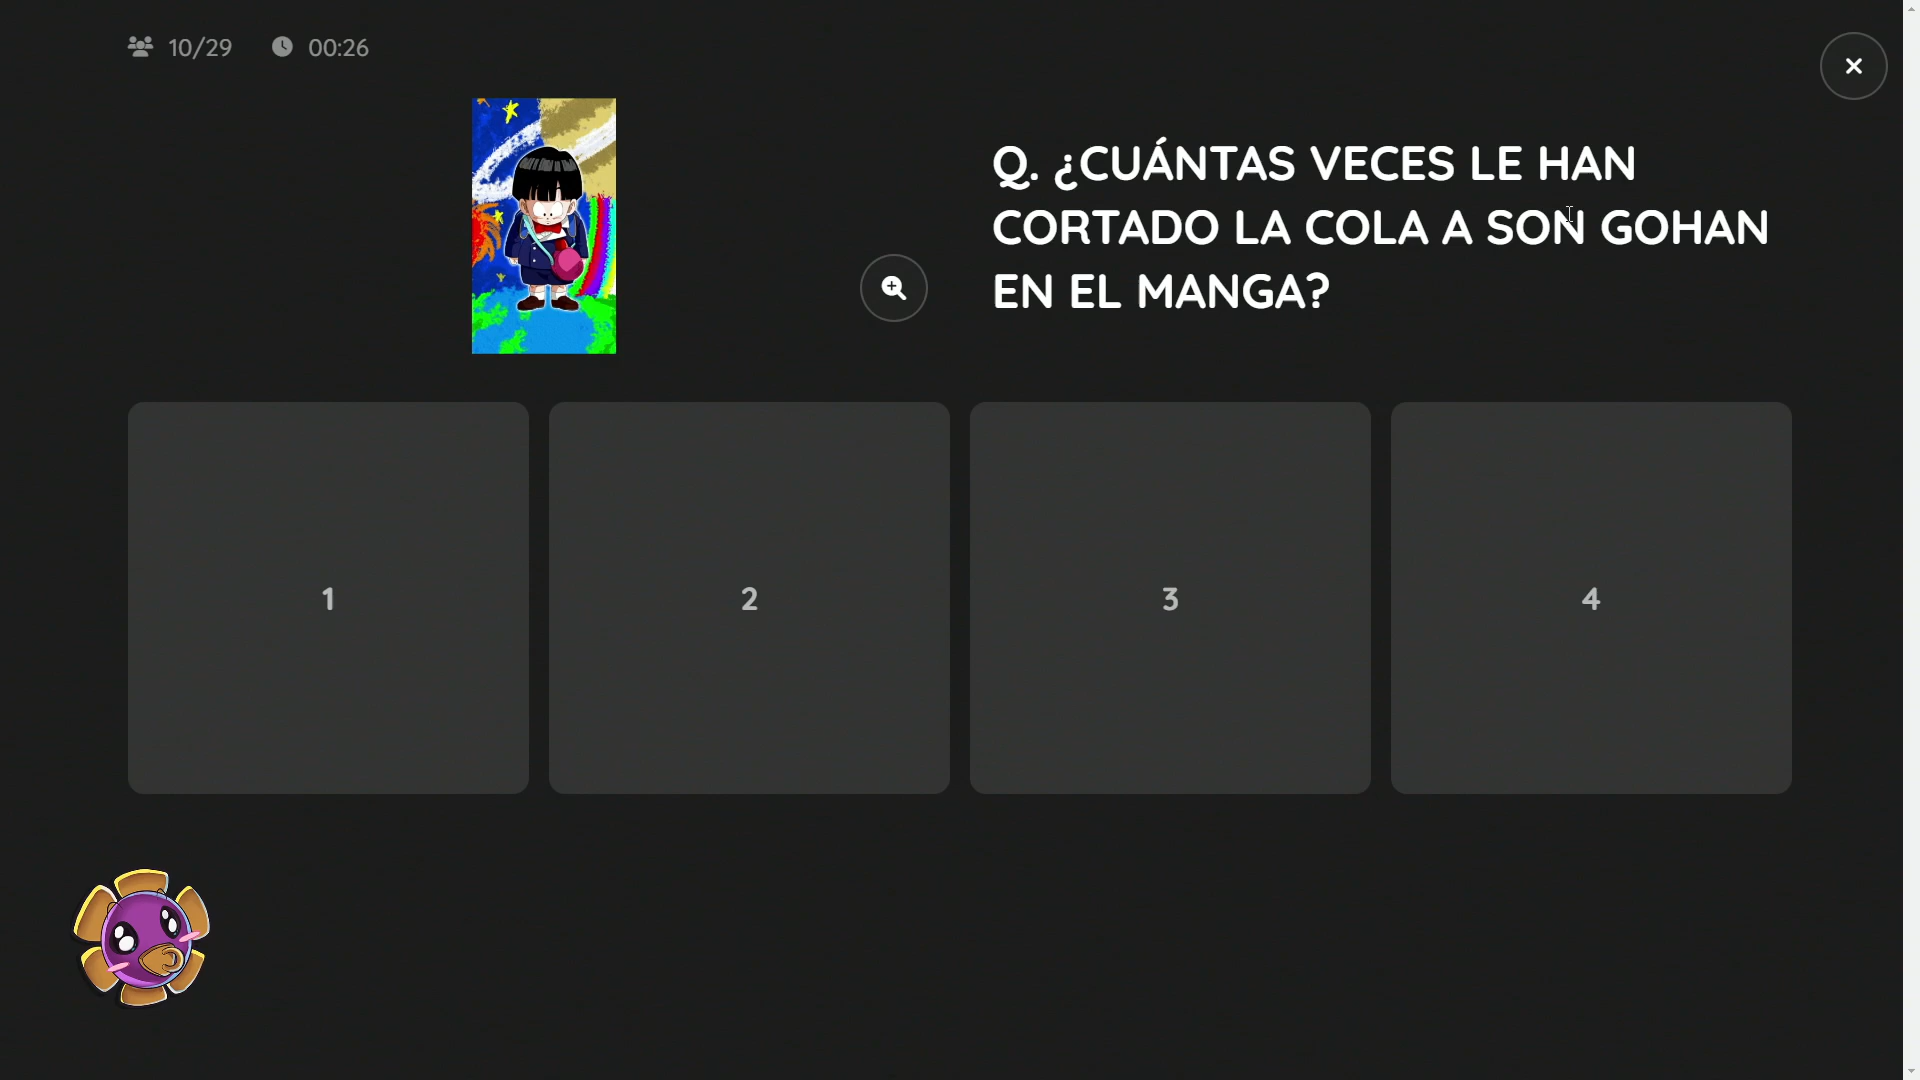 10/29 00:26
Q. ¿CUÁNTAS VECES LE HAN
CORTADO LA COLA A SON GOHAN
EN EL MANGA?
1
2
3
4